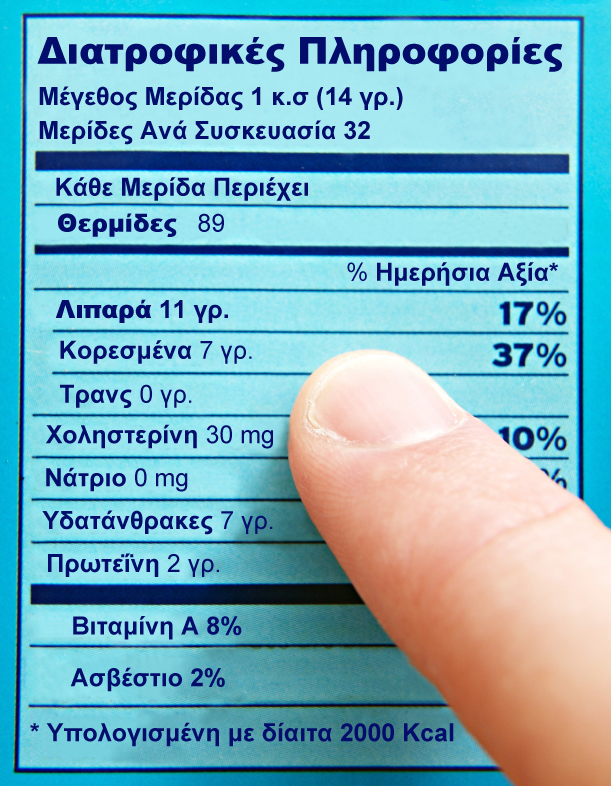 Διατροφικές Πληροφορίες
Μέγεθος Μερίδας 1 κ.σ (14 γρ.)
Μερίδες Ανά Συσκευασία 32
Κάθε Μερίδα Περιέχει
Θερμίδες 89
% Ημερήσια Αξία*
Λιπαρά 11 γρ. 17%
Κορεσμένα 7 γρ. 37%
Τρανς 0 γρ.
Χοληστερίνη 30 mg 10%
Νάτριο 0 mg %
Υδατάνθρακες 7 γρ.
Πρωτεΐνη 2 γρ.
Βιταμίνη Α 8%
Ασβέστιο 2%
* Υπολογισμένη με δίαιτα 2000 Kcal